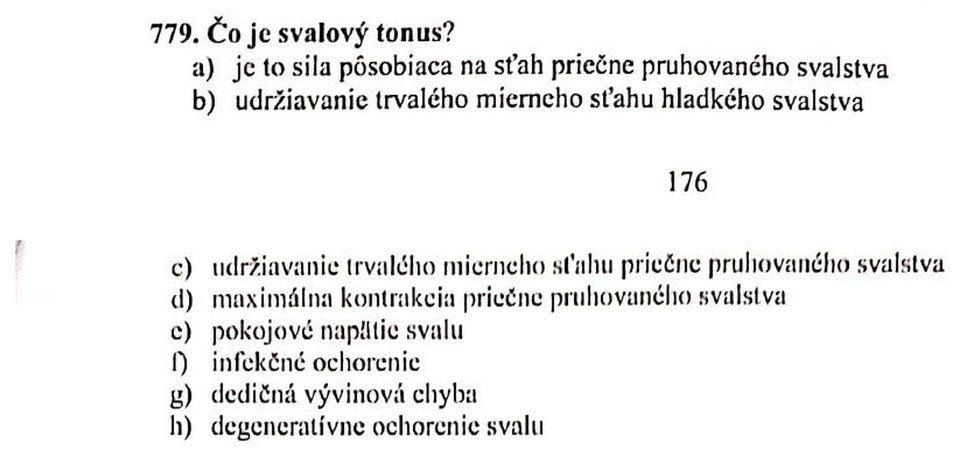 779. Čo je svalový tonus?
a) je to sila pôsobiaca na sťah priečne pruhovaného svalstva
b) udržiavanie trvalého mierneho sťahu hladkého svalstva
176
c) udržiavanie trvalého mierneho sťahu priečne pruhovaného svalstva
d) maximálna kontrakcia priečne pruhovaného svalstva
e) pokojové napätie svalu
f) infekčné ochorenie
g) dedičná vývinová chyba
h) degeneratívne ochorenie svalu